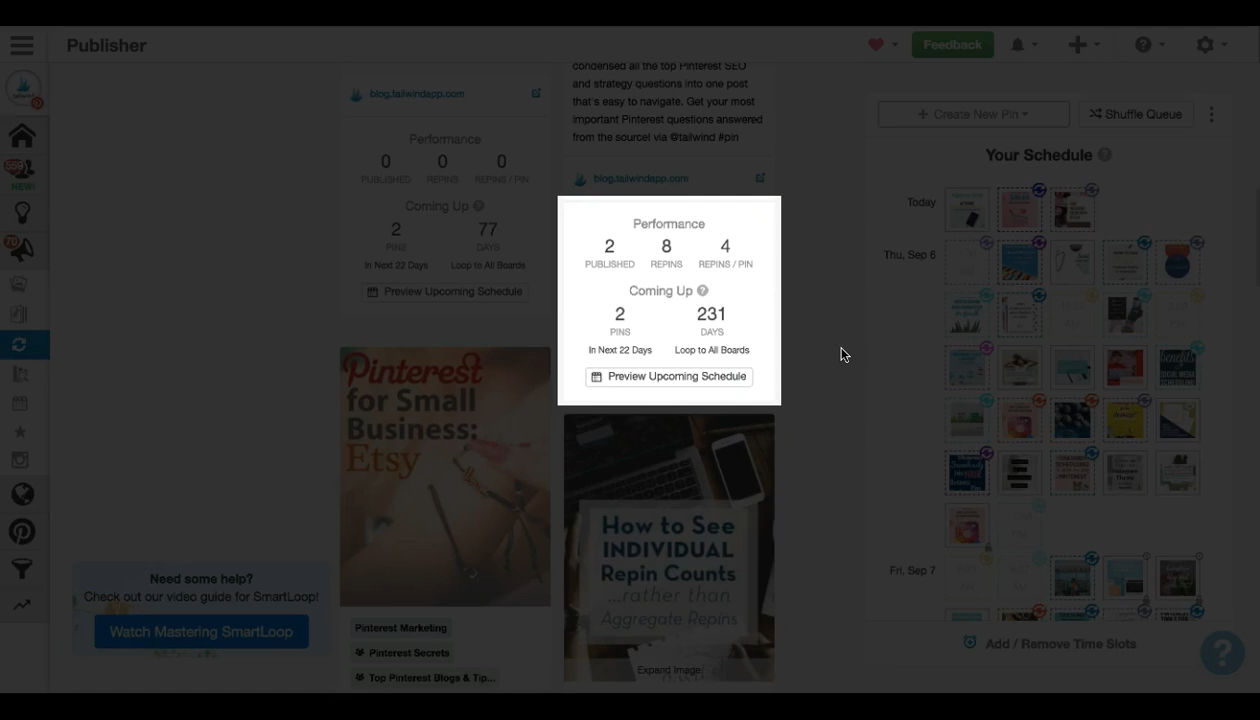 Publisher
Feedback
condensed all the top Pinterest SEO
and strategy questions into one post
that's easy to navigate. Get your most
important Pinterest questions answered
from the source! via @tailwind #pin
blog.tailwindapp.com
blog.tailwindapp.com
Performance
0 0 0
PUBLISHED REPINS REPINS / PIN
Coming Up ?
2 77
PINS DAYS
In Next 22 Days Loop to All Boards
Preview Upcoming Schedule
Performance
2 8 4
PUBLISHED REPINS REPINS / PIN
Coming Up ?
2 231
PINS DAYS
In Next 22 Days Loop to All Boards
Preview Upcoming Schedule
Pinterest
for Small
Business:
Etsy
Pinterest Marketing
Pinterest Secrets
Top Pinterest Blogs & Tip...
How to See
INDIVIDUAL
Repin Counts
...rather than
Aggregate Repins
Expand Image
Need some help?
Check out our video guide for SmartLoop!
Watch Mastering SmartLoop
NEW!
70
+ Create New Pin
Shuffle Queue
Your Schedule ?
Today
Thu, Sep 6
Fri, Sep 7
Add / Remove Time Slots
?